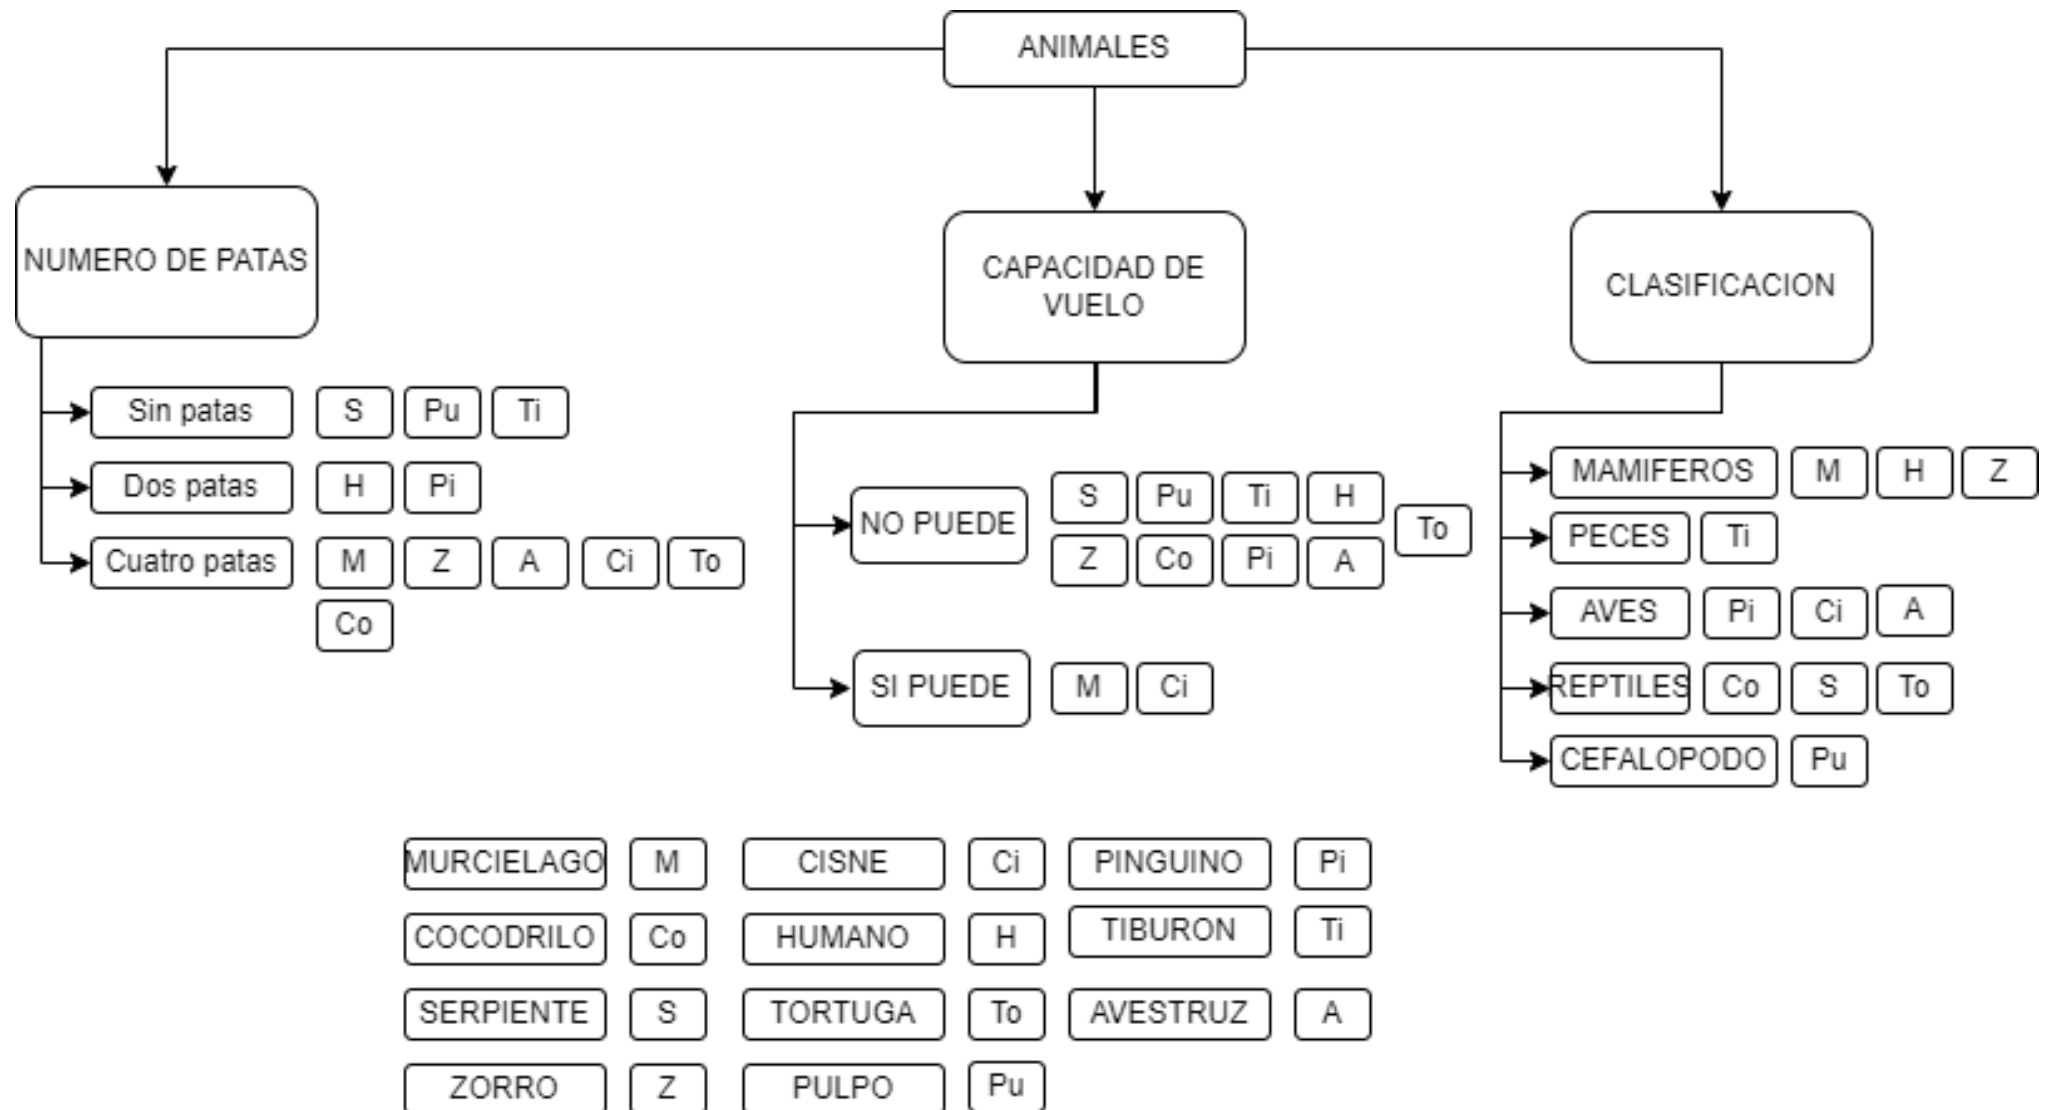 ANIMALES
NUMERO DE PATAS
Sin patas S Pu Ti
Dos patas H Pi
Cuatro patas M Z A Ci To
Co
CAPACIDAD DE
VUELO
NO PUEDE
S Pu Ti H
To
Z Co Pi A
SI PUEDE M Ci
CLASIFICACION
MAMIFEROS M H Z
PECES Ti
AVES Pi Ci A
REPTILES Co S To
CEFALOPODO Pu
MURCIELAGO M CISNE Ci PINGUINO Pi
COCODRILO Co HUMANO H TIBURON Ti
SERPIENTE S TORTUGA To AVESTRUZ A
ZORRO Z PULPO Pu